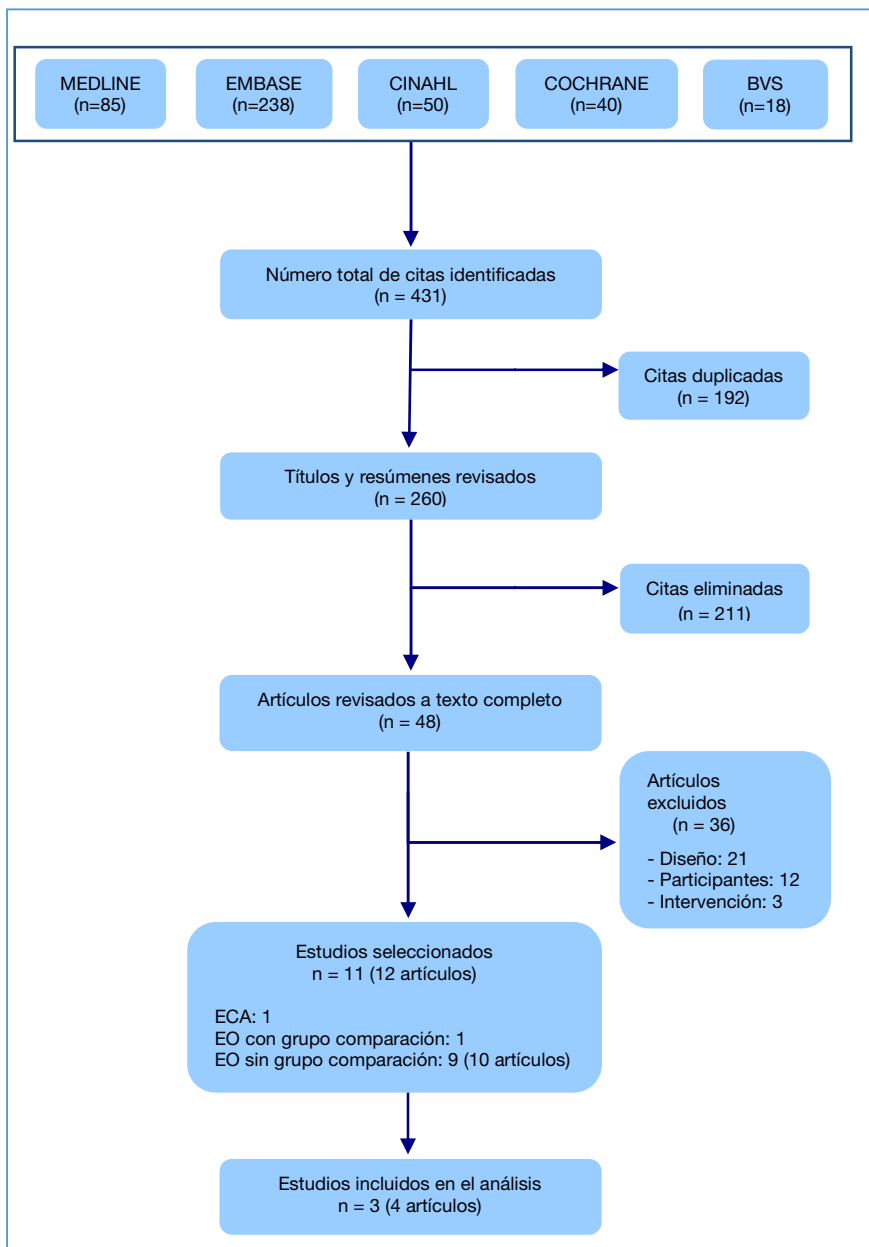 MEDLINE
(n=85)
EMBASE
(n=238)
CINAHL
(n=50)
COCHRANE
(n=40)
BVS
(n=18)
Número total de citas identificadas
(n = 431)
Citas duplicadas
(n = 192)
Títulos y resúmenes revisados
(n = 260)
Citas eliminadas
(n = 211)
Artículos revisados a texto completo
(n = 48)
Artículos
excluidos
(n = 36)
- Diseño: 21
- Participantes: 12
- Intervención: 3
Estudios seleccionados
n = 11 (12 artículos)
ECA: 1
EO con grupo comparación: 1
EO sin grupo comparación: 9 (10 artículos)
Estudios incluidos en el análisis
n = 3 (4 artículos)